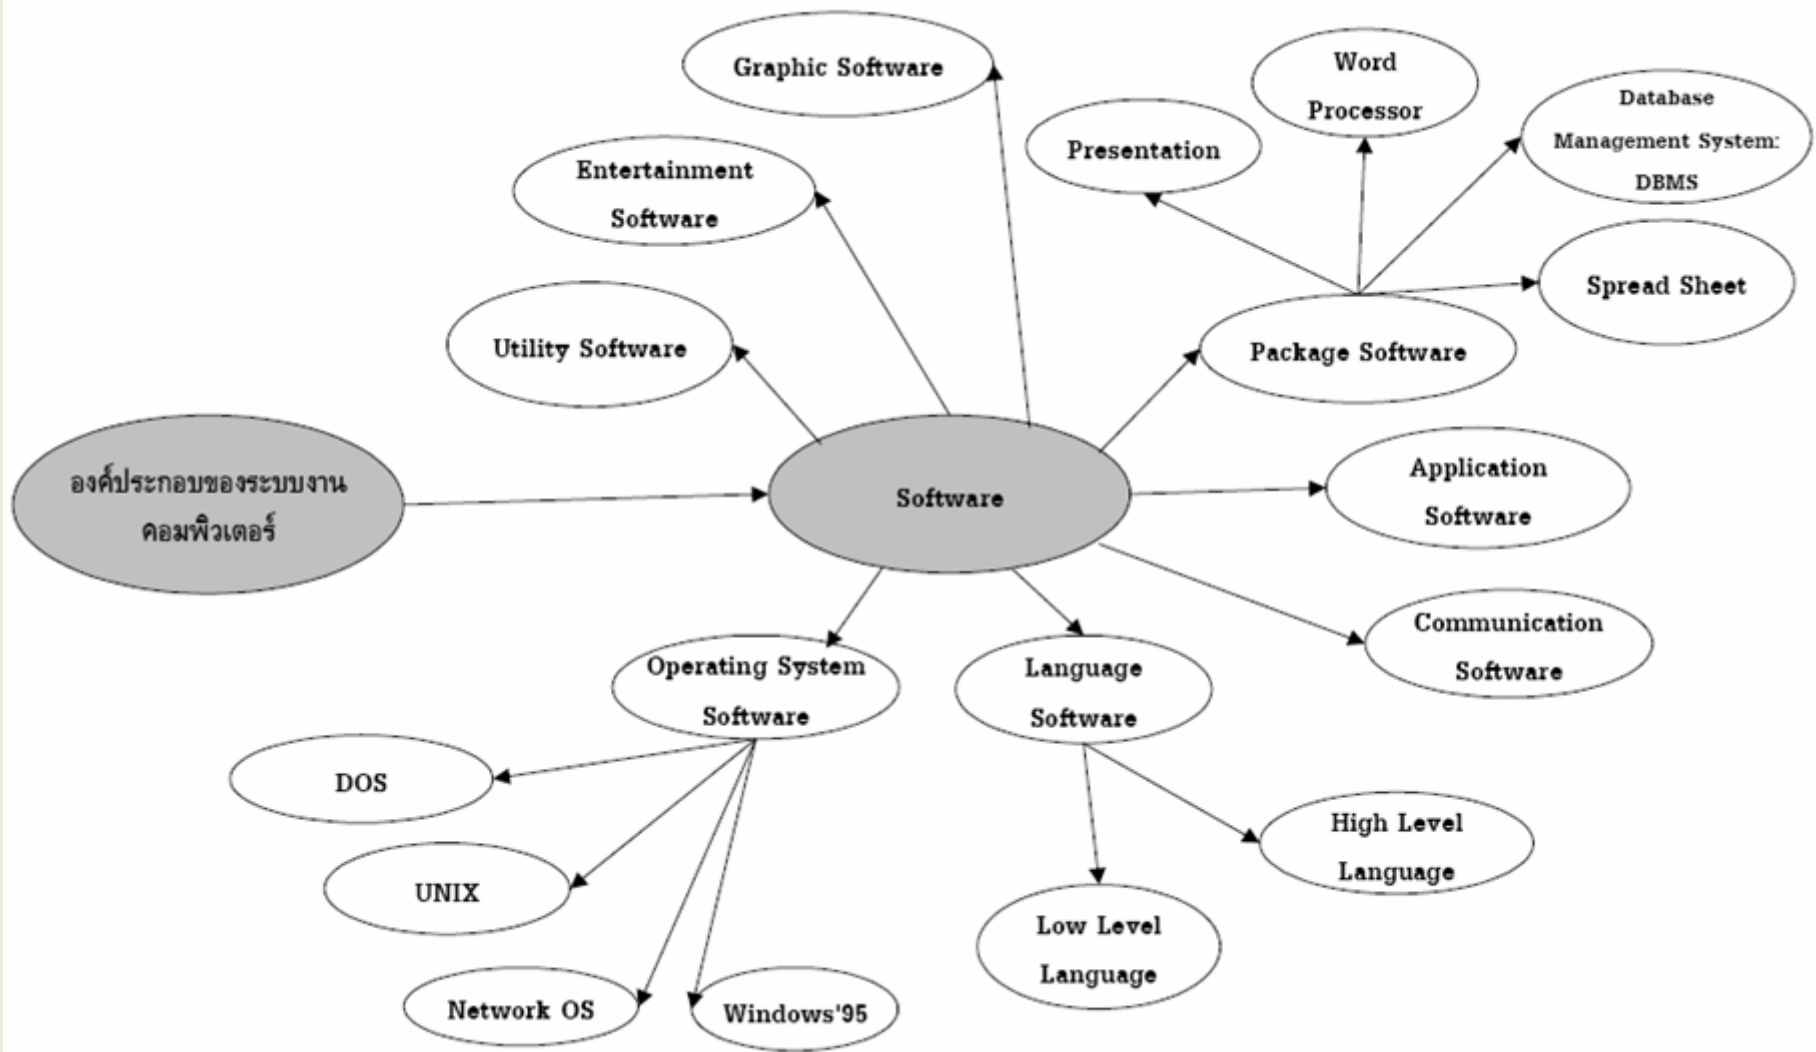 Graphic Software
Word
Processor
Database
Management System:
DBMS
Presentation
Entertainment
Software
Spread Sheet
Utility Software
Package Software
องค์ประกอบของระบบงาน
คอมพิวเตอร์
Software
Application
Software
Communication
Software
Operating System
Software
Language
Software
DOS
UNIX
High Level
Language
Low Level
Language
Network OS
Windows'95